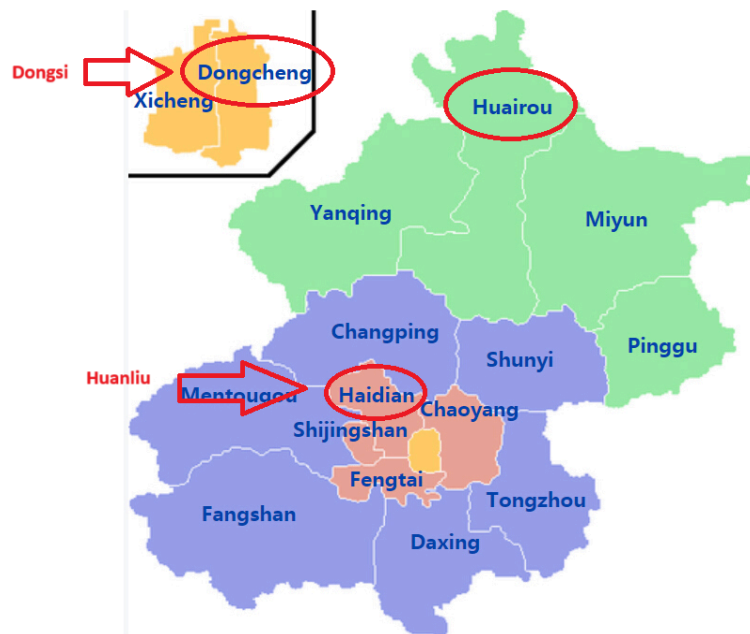 Dongsi
Dongcheng
Xicheng
Huairou
Yanqing
Miyun
Changping
Shunyi
Pinggu
Huanliu
Mentougou
Haidian
Chaoyang
Shijingshan
Fengtai
Fangshan
Tongzhou
Daxing